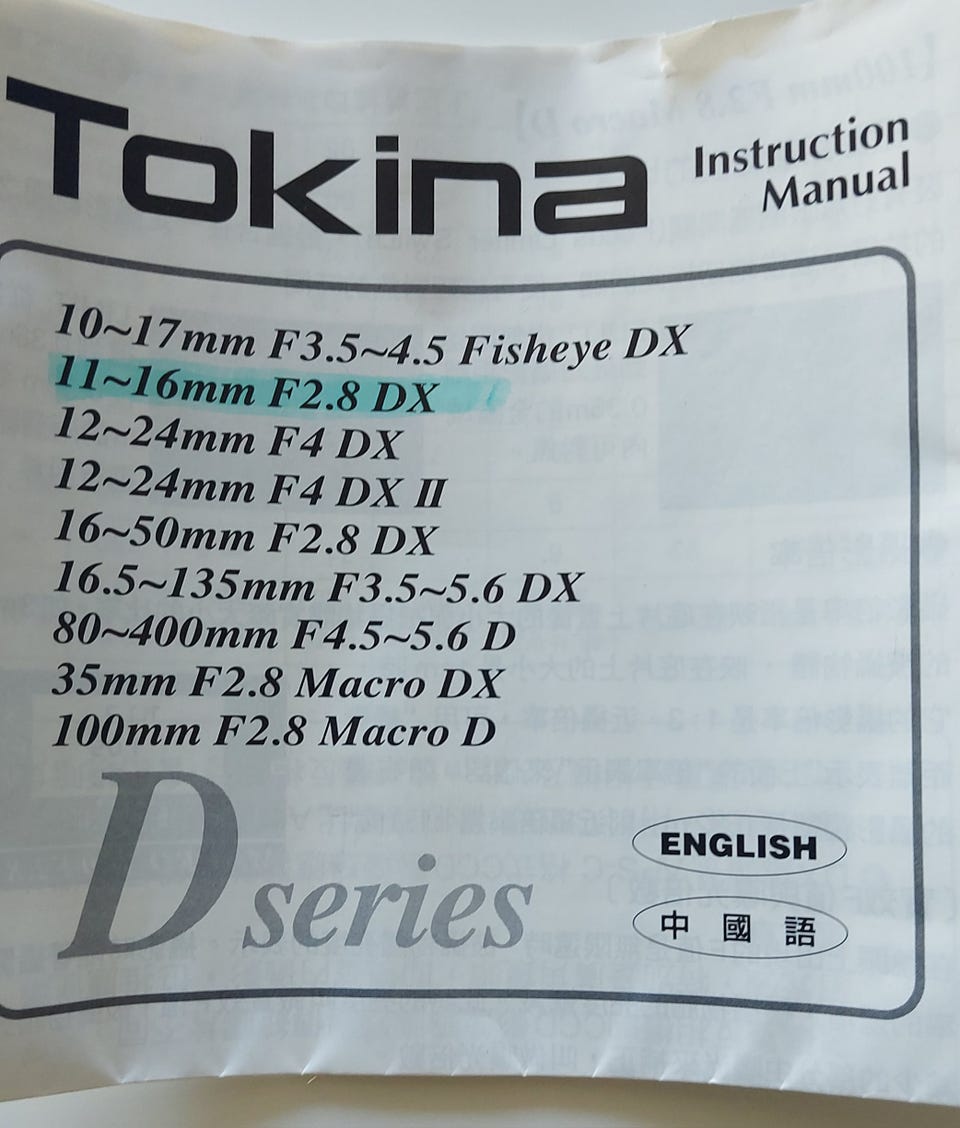 Tokina
Instruction
Manual
10~17mm F3.5~4.5 Fisheye DX
11~16mm F2.8 DX
12~24mm F4 DX
12~24mm F4 DX II
16~50mm F2.8 DX
16.5~135mm F3.5~5.6 DX
80~400mm F4.5~5.6 D
35mm F2.8 Macro DX
100mm F2.8 Macro D
D series
ENGLISH
中國語